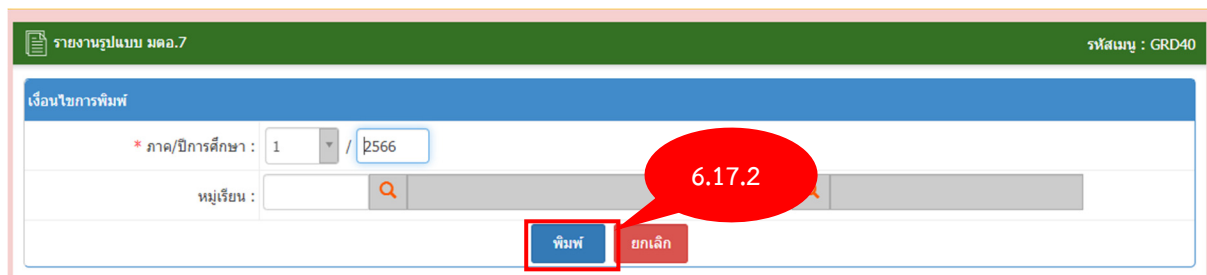 รายงานรูปแบบ มคอ.7 รหัสเมนู : GRD40
เงื่อนไขการพิมพ์
* ภาค/ปีการศึกษา : 1 / 2566
หมู่เรียน :
6.17.2
พิมพ์ ยกเลิก